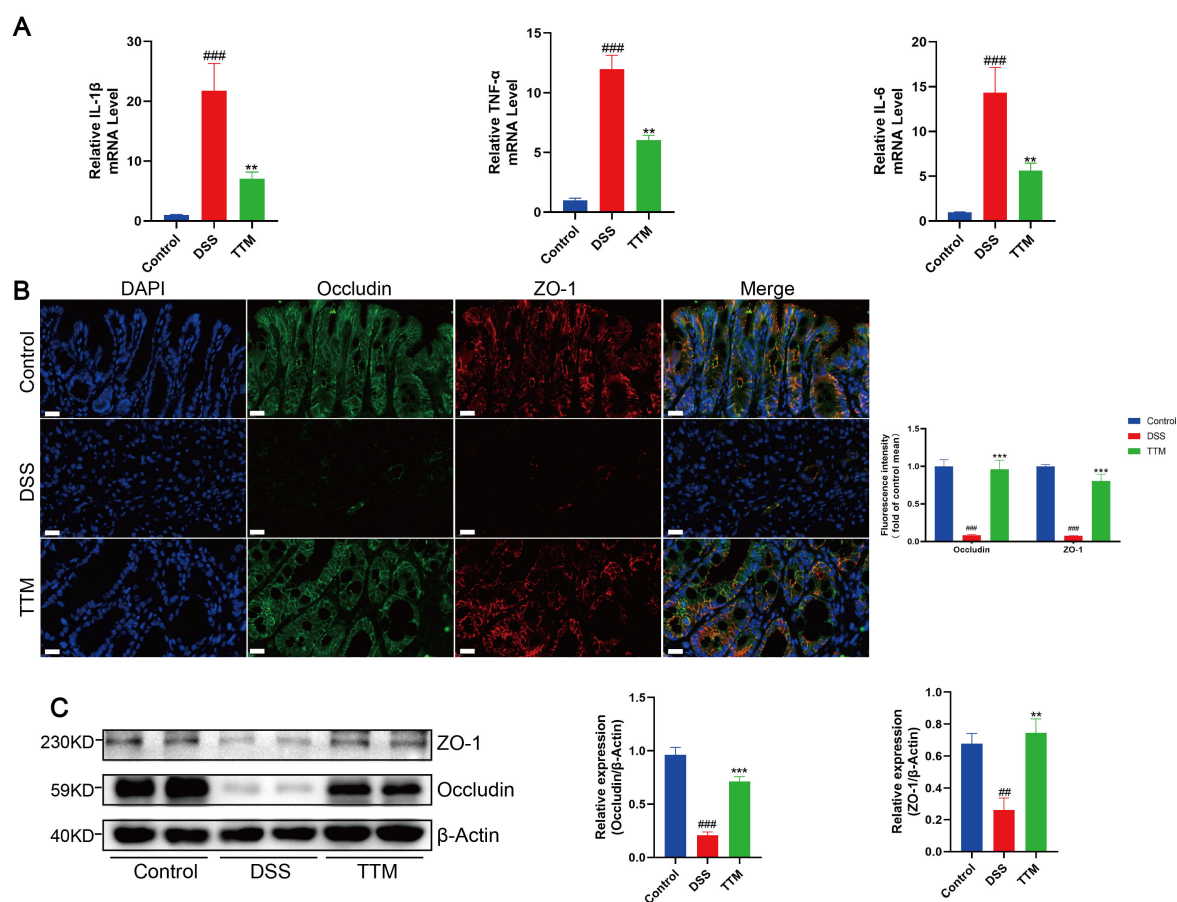 A
Relative IL-1β
mRNA Level
30
20
10
0
###
**
Control
DSS
TTM
Relative TNF-α
mRNA Level
15
10
5
0
###
**
Control
DSS
TTM
Relative IL-6
mRNA Level
20
15
10
5
0
###
**
Control
DSS
TTM
B
DAPI
Occludin
ZO-1
Merge
Control
DSS
TTM
Fluorescence intensity
( fold of control mean)
1.5
1.0
0.5
0.0
###
***
###
***
Occludin
ZO-1
Control
DSS
TTM
C
230KD
ZO-1
59KD
Occludin
40KD
β-Actin
Control
DSS
TTM
Relative expression
(Occludin/β-Actin)
1.5
1.0
0.5
0.0
###
***
Control
DSS
TTM
Relative expression
(ZO-1/β-Actin)
0.8
0.6
0.4
0.2
0.0
##
**
Control
DSS
TTM